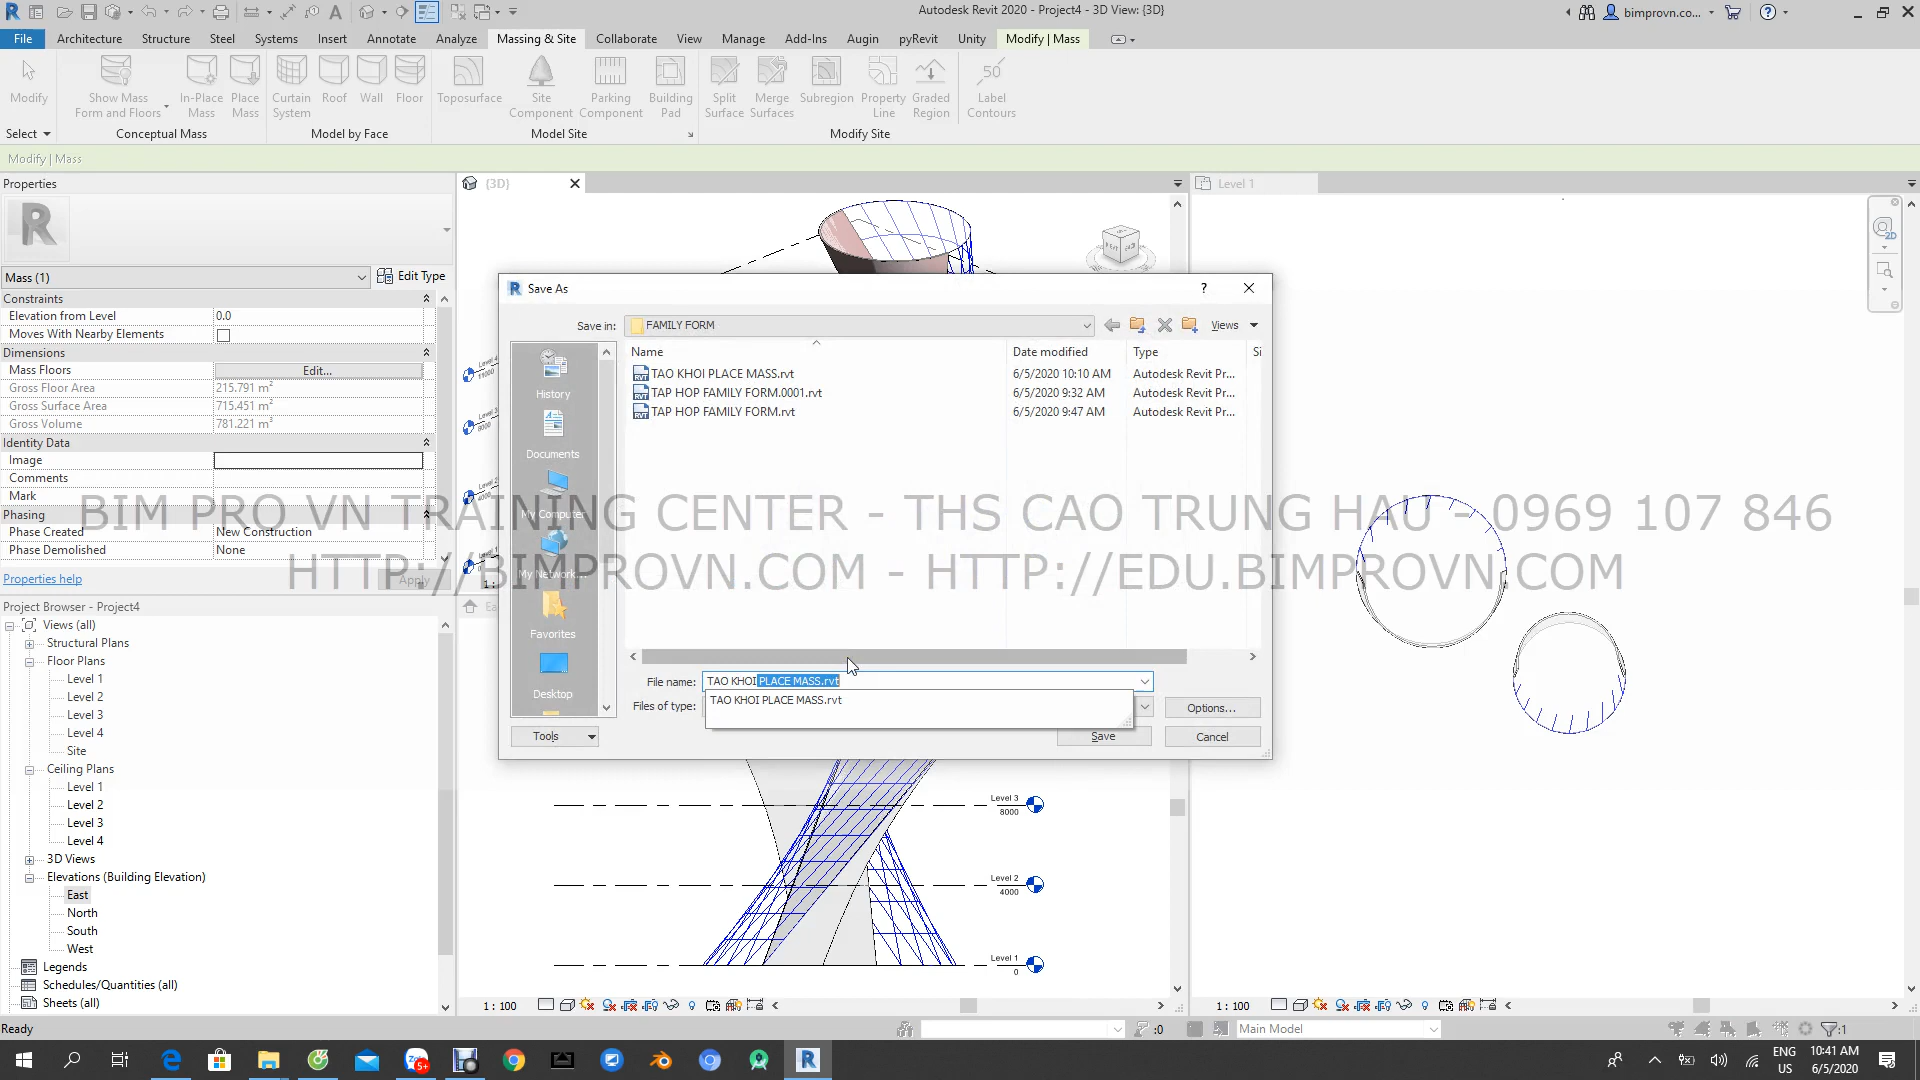 Autodesk Revit 2020 - Project4 - 3D View: {3D}
bimprovn.co...
File Architecture Structure Steel Systems Insert Annotate Analyze Massing & Site Collaborate View Manage Add-Ins Augin pyRevit Unity Modify | Mass
Modify
Show Mass Form and Floors
In-Place Mass
Place Mass
Curtain System
Roof
Wall
Floor
Toposurface
Site Component
Parking Component
Building Pad
Split Surface
Merge Surfaces
Subregion
Property Line
Graded Region
Label Contours
50
Select
Conceptual Mass
Model by Face
Model Site
Modify Site
Modify | Mass
Properties
Mass (1)
Edit Type
Constraints
Elevation from Level 0.0
Moves With Nearby Elements
Dimensions
Mass Floors Edit...
Gross Floor Area 215.791 m²
Gross Surface Area 715.451 m²
Gross Volume 781.221 m³
Identity Data
Image
Comments
Mark
Phasing
Phase Created New Construction
Phase Demolished None
Properties help
Apply
Project Browser - Project4
Views (all)
Structural Plans
Floor Plans
Level 1
Level 2
Level 3
Level 4
Site
Ceiling Plans
Level 1
Level 2
Level 3
Level 4
3D Views
Elevations (Building Elevation)
East
North
South
West
Legends
Schedules/Quantities (all)
Sheets (all)
{3D}
Level 1
Save As
Save in: FAMILY FORM
Views
Name Date modified Type Si
TAO KHOI PLACE MASS.rvt 6/5/2020 10:10 AM Autodesk Revit Pr...
TAP HOP FAMILY FORM.0001.rvt 6/5/2020 9:32 AM Autodesk Revit Pr...
TAP HOP FAMILY FORM.rvt 6/5/2020 9:47 AM Autodesk Revit Pr...
History
Documents
My Computer
My Network...
Favorites
Desktop
File name: TAO KHOI PLACE MASS.rvt
TAO KHOI PLACE MASS.rvt
Files of type:
Options...
Tools
Save
Cancel
BIM PRO VN TRAINING CENTER - THS CAO TRUNG HAU - 0969 107 846
HTTP://BIMPROVN.COM - HTTP://EDU.BIMPROVN.COM
Level 3
8000
Level 2
4000
Level 1
0
1 : 100
1 : 100
Ready
:0
Main Model
:1
ENG
US
10:41 AM
6/5/2020